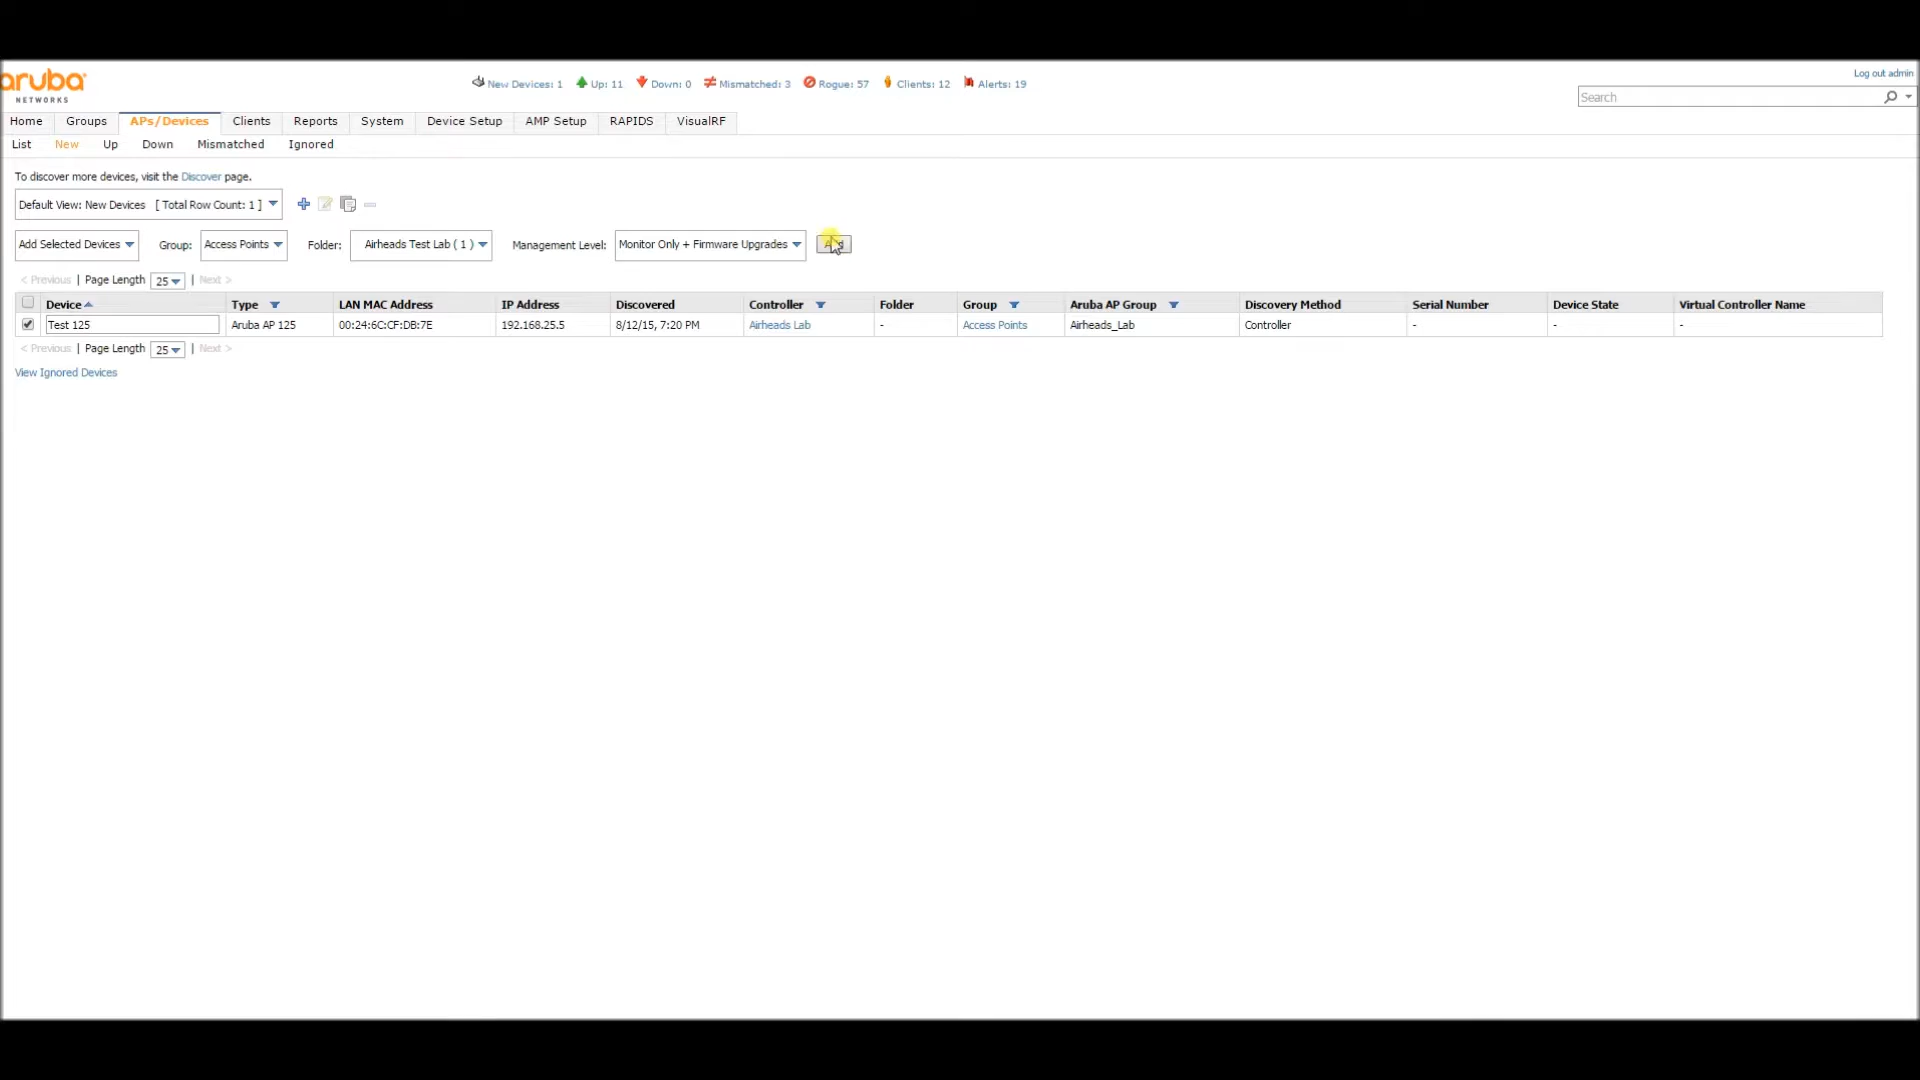 aruba
NETWORKS
New Devices: 1 Up: 11 Down: 0 Mismatched: 3 Rogue: 57 Clients: 12 Alerts: 19
Log out admin
Search
Home Groups APs/Devices Clients Reports System Device Setup AMP Setup RAPIDS VisualRF
List New Up Down Mismatched Ignored
To discover more devices, visit the Discover page.
Default View: New Devices [ Total Row Count: 1 ]
Add Selected Devices Group: Access Points Folder: Airheads Test Lab ( 1 ) Management Level: Monitor Only + Firmware Upgrades
< Previous | Page Length 25 | Next >
Device Type LAN MAC Address IP Address Discovered Controller Folder Group Aruba AP Group Discovery Method Serial Number Device State Virtual Controller Name
Test 125 Aruba AP 125 00:24:6C:CF:DB:7E 192.168.25.5 8/12/15, 7:20 PM Airheads Lab - Access Points Airheads_Lab Controller - - -
< Previous | Page Length 25 | Next >
View Ignored Devices